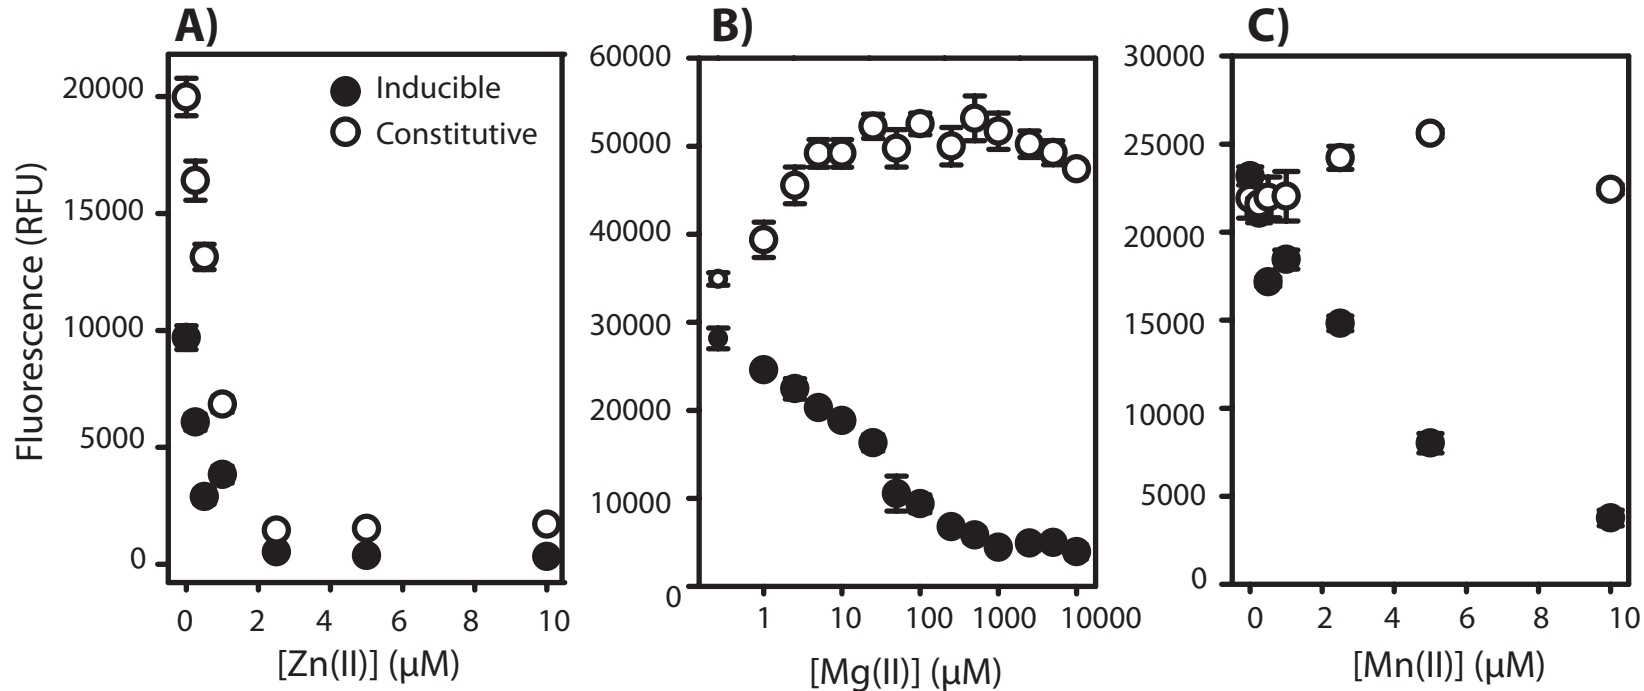 A)
B)
C)
Fluorescence (RFU)
20000
15000
10000
5000
0
Inducible
Constitutive
0 2 4 6 8 10
[Zn(II)] (μM)
60000
50000
40000
30000
20000
10000
0
1 10 100 1000 10000
[Mg(II)] (μM)
30000
25000
20000
15000
10000
5000
0
0 2 4 6 8 10
[Mn(II)] (μM)